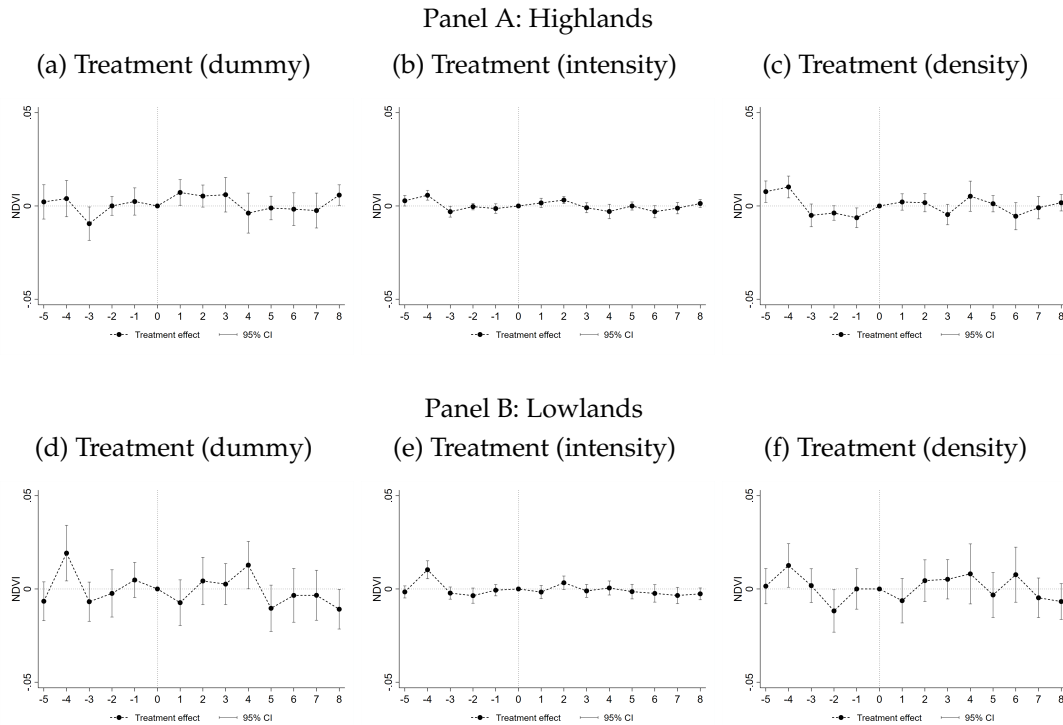 Panel A: Highlands
(a) Treatment (dummy) (b) Treatment (intensity) (c) Treatment (density)
.05 .05 .05
NDVI NDVI NDVI
0 0 0
-.05 -.05 -.05
-5 -4 -3 -2 -1 0 1 2 3 4 5 6 7 8 -5 -4 -3 -2 -1 0 1 2 3 4 5 6 7 8 -5 -4 -3 -2 -1 0 1 2 3 4 5 6 7 8
Treatment effect 95% CI Treatment effect 95% CI Treatment effect 95% CI
Panel B: Lowlands
(d) Treatment (dummy) (e) Treatment (intensity) (f) Treatment (density)
.05 .05 .05
NDVI NDVI NDVI
0 0 0
-.05 -.05 -.05
-5 -4 -3 -2 -1 0 1 2 3 4 5 6 7 8 -5 -4 -3 -2 -1 0 1 2 3 4 5 6 7 8 -5 -4 -3 -2 -1 0 1 2 3 4 5 6 7 8
Treatment effect 95% CI Treatment effect 95% CI Treatment effect 95% CI